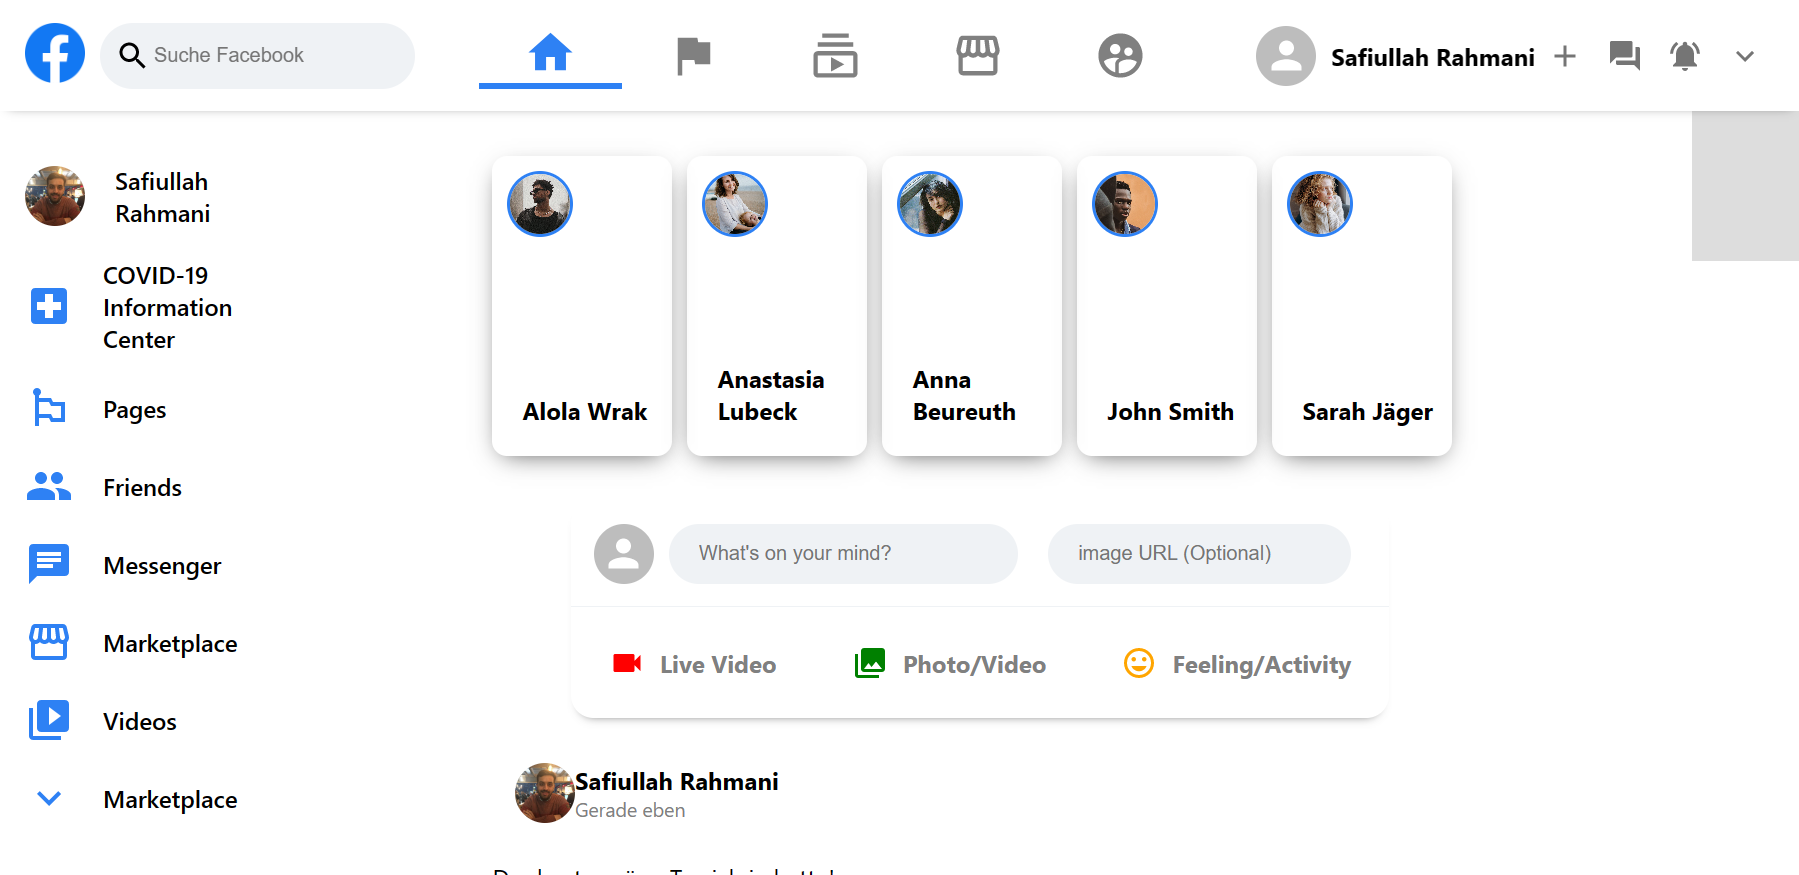 Suche Facebook
Safiullah Rahmani
Safiullah
Rahmani
COVID-19
Information
Center
Pages
Friends
Messenger
Marketplace
Videos
Marketplace
Alola Wrak
Anastasia
Lubeck
Anna
Beureuth
John Smith
Sarah Jäger
What's on your mind?
image URL (Optional)
Live Video
Photo/Video
Feeling/Activity
Safiullah Rahmani
Gerade eben